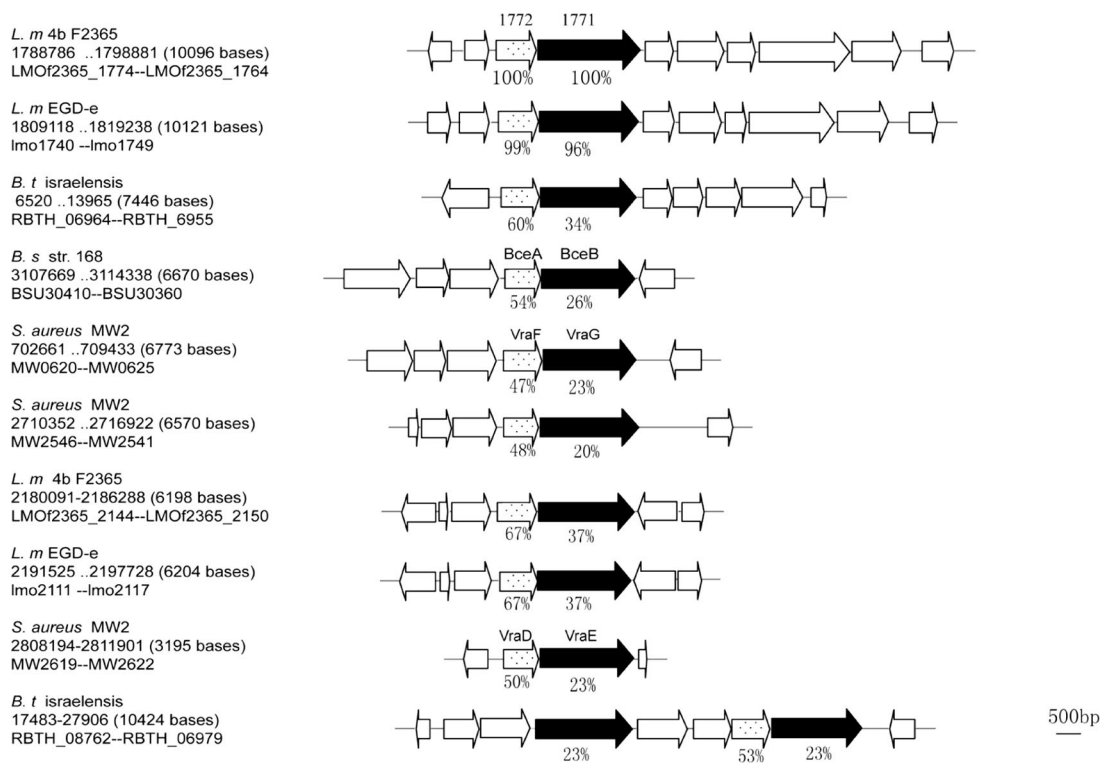 1772 1771
L. m 4b F2365
1788786 ..1798881 (10096 bases)
LMOf2365_1774--LMOf2365_1764
100% 100%
L. m EGD-e
1809118 ..1819238 (10121 bases)
lmo1740 --lmo1749
99% 96%
B. t israelensis
6520 ..13965 (7446 bases)
RBTH_06964--RBTH_6955
60% 34%
B. s str. 168
BceA BceB
3107669 ..3114338 (6670 bases)
BSU30410--BSU30360
54% 26%
S. aureus MW2
VraF VraG
702661 ..709433 (6773 bases)
MW0620--MW0625
47% 23%
S. aureus MW2
2710352 ..2716922 (6570 bases)
MW2546--MW2541
48% 20%
L. m 4b F2365
2180091-2186288 (6198 bases)
LMOf2365_2144--LMOf2365_2150
67% 37%
L. m EGD-e
2191525 ..2197728 (6204 bases)
lmo2111 --lmo2117
67% 37%
S. aureus MW2
VraD VraE
2808194-2811901 (3195 bases)
MW2619--MW2622
50% 23%
B. t israelensis
17483-27906 (10424 bases)
RBTH_08762--RBTH_06979
23% 53% 23%
500bp